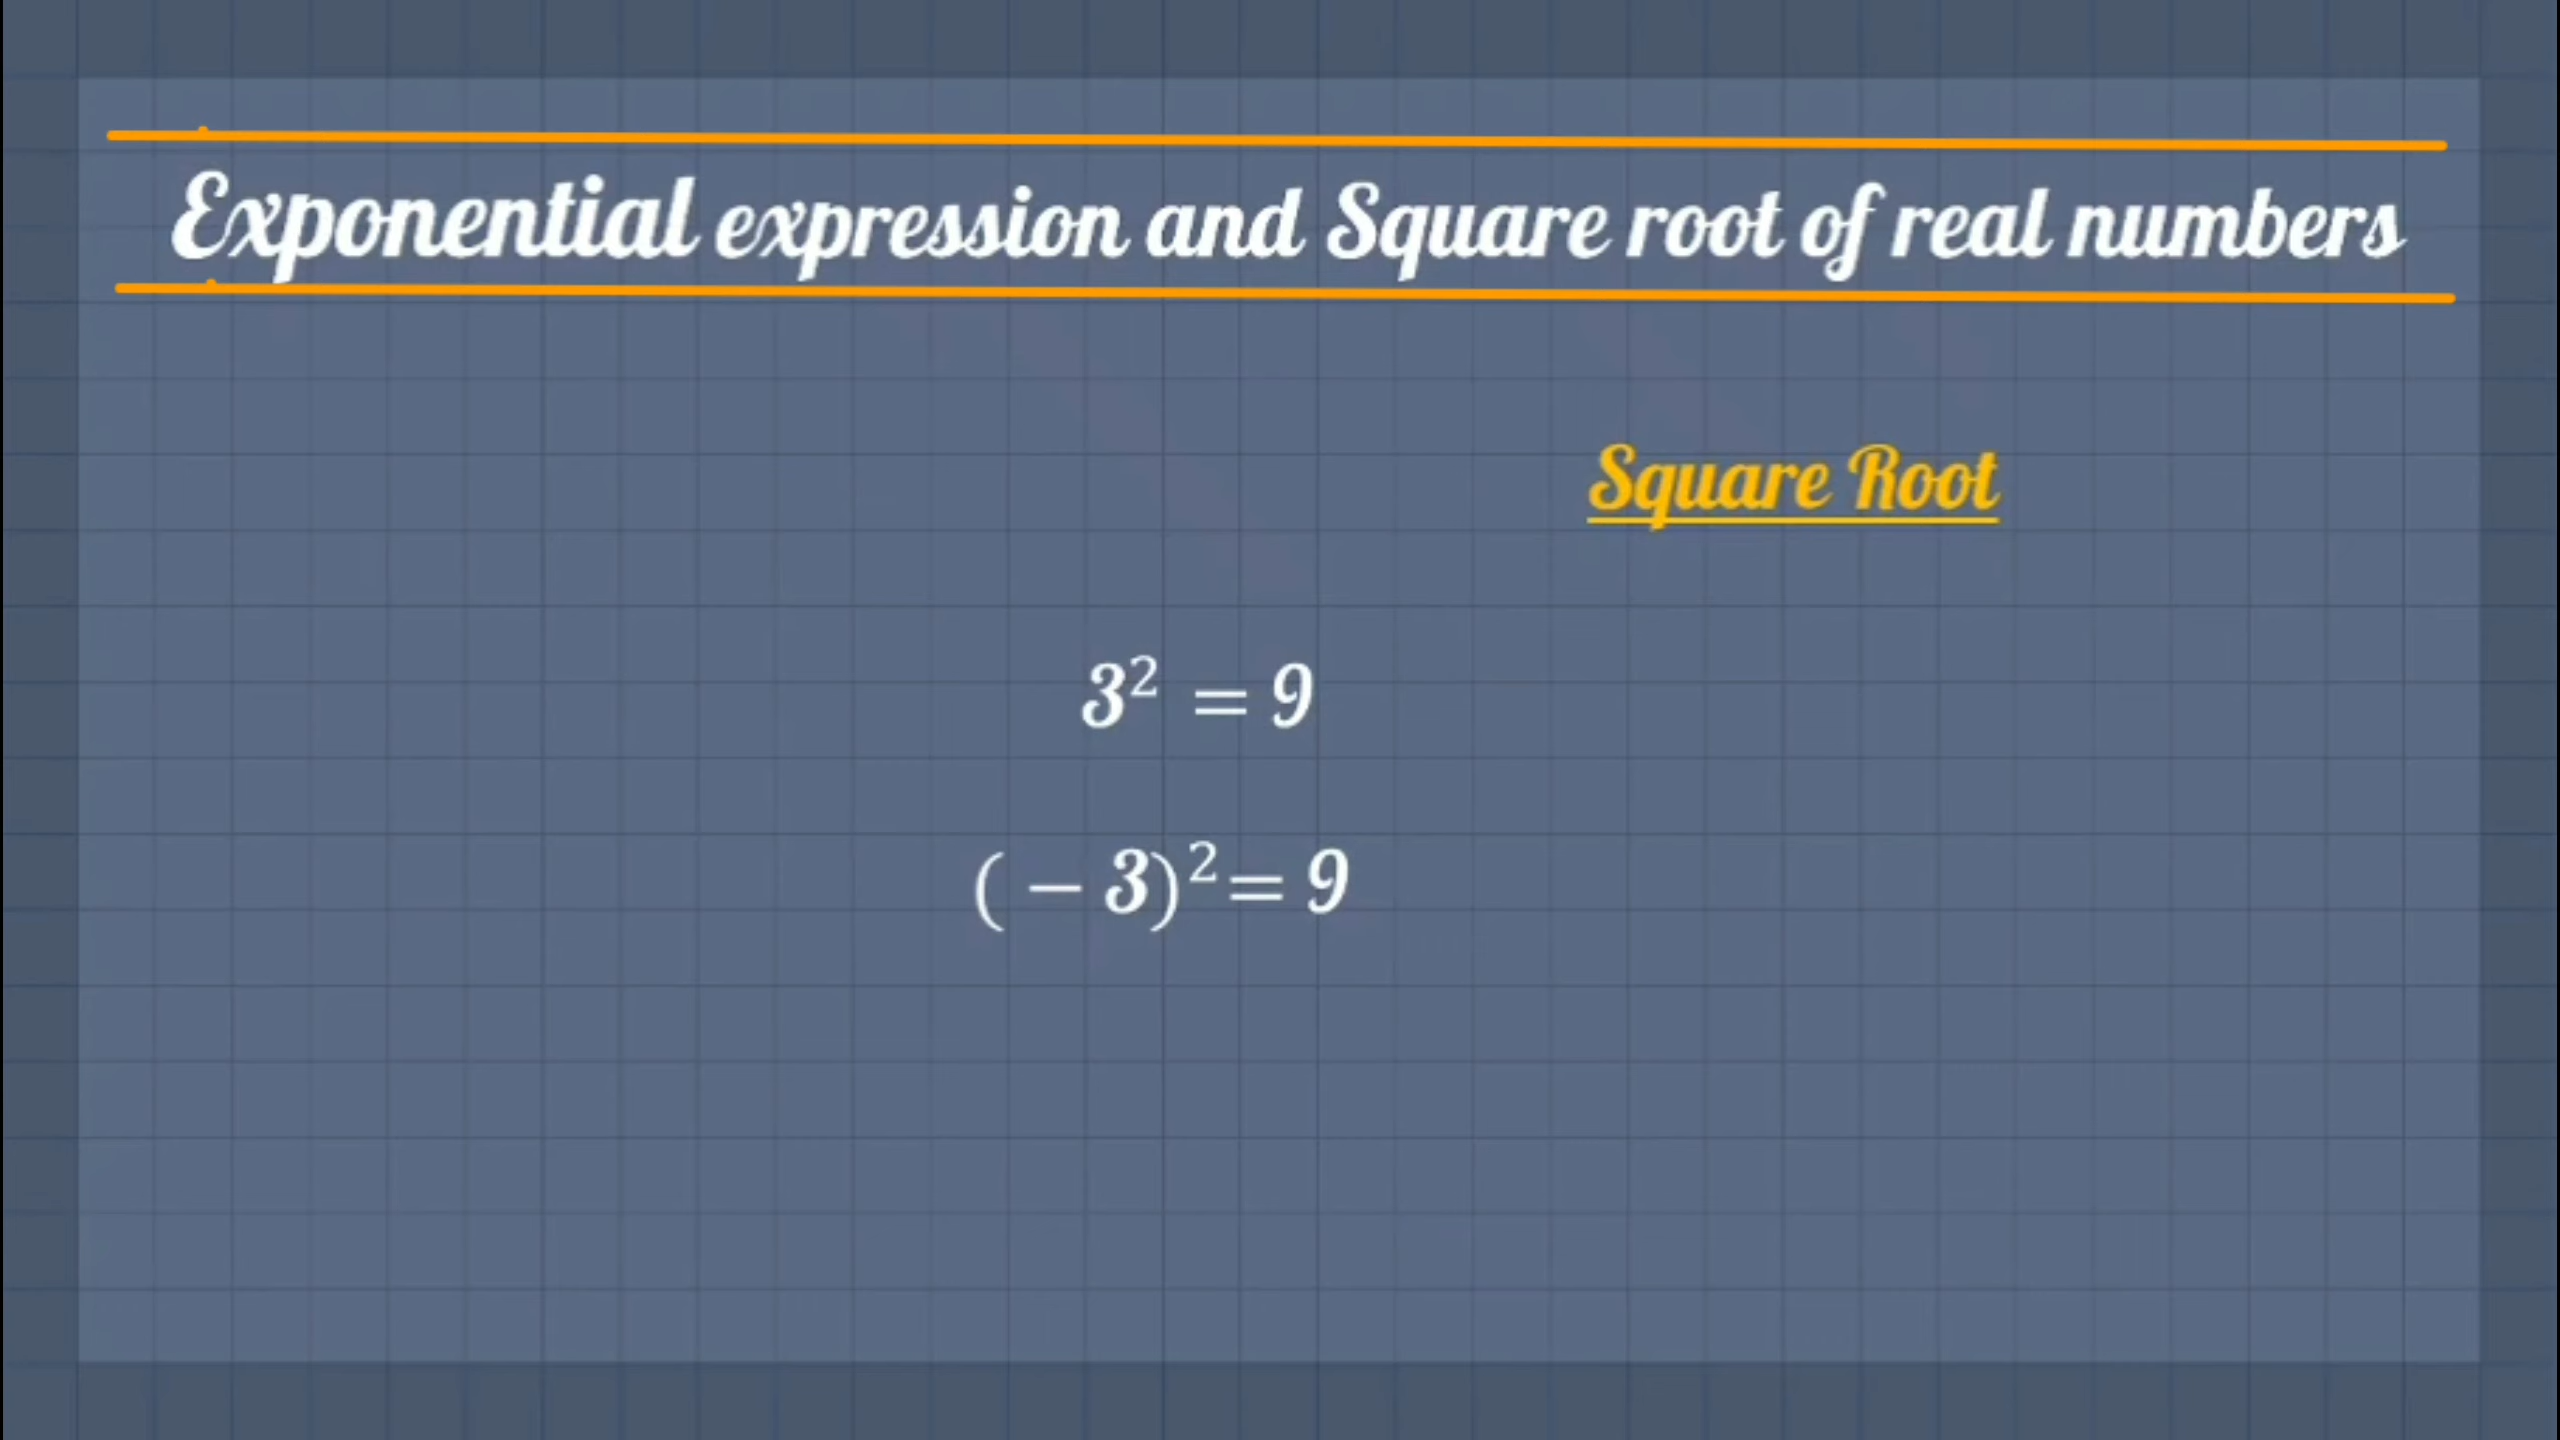 Exponential expression and Square root of real numbers
Square Root
3² = 9
( − 3)² = 9